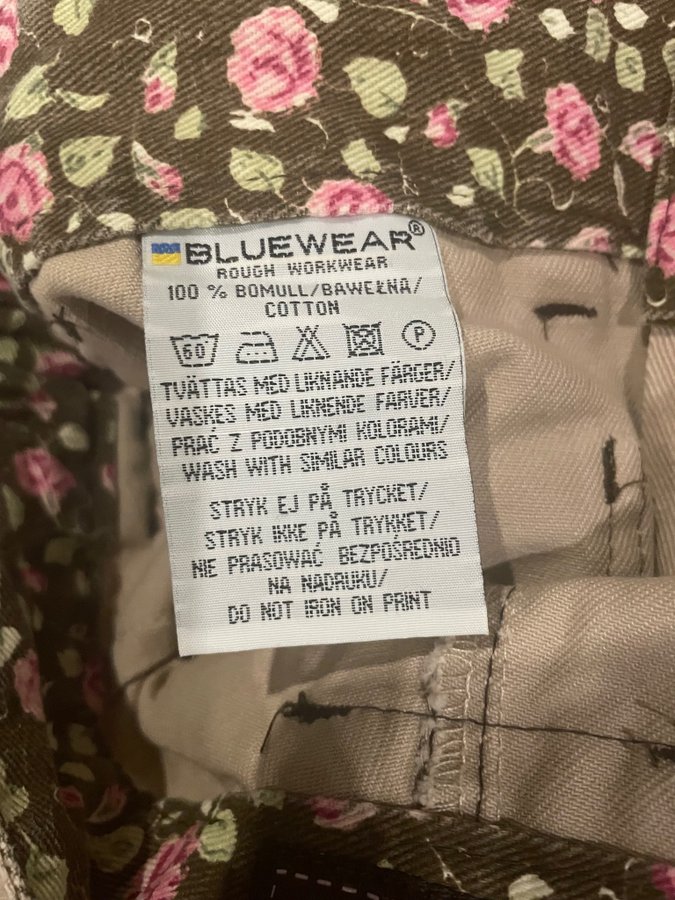 BLUEWEAR®
ROUGH WORKWEAR
100 % BOMULL/BAWEŁNA/
COTTON
60 P
TVÄTTAS MED LIKNANDE FÄRGER/
VASKES MED LIKNENDE FARVER/
PRAĆ Z PODOBNYMI KOLORAMI/
WASH WITH SIMILAR COLOURS
STRYK EJ PÅ TRYCKET/
STRYK IKKE PÅ TRYKKET/
NIE PRASOWAĆ BEZPOŚREDNIO
NA NADRUKU/
DO NOT IRON ON PRINT